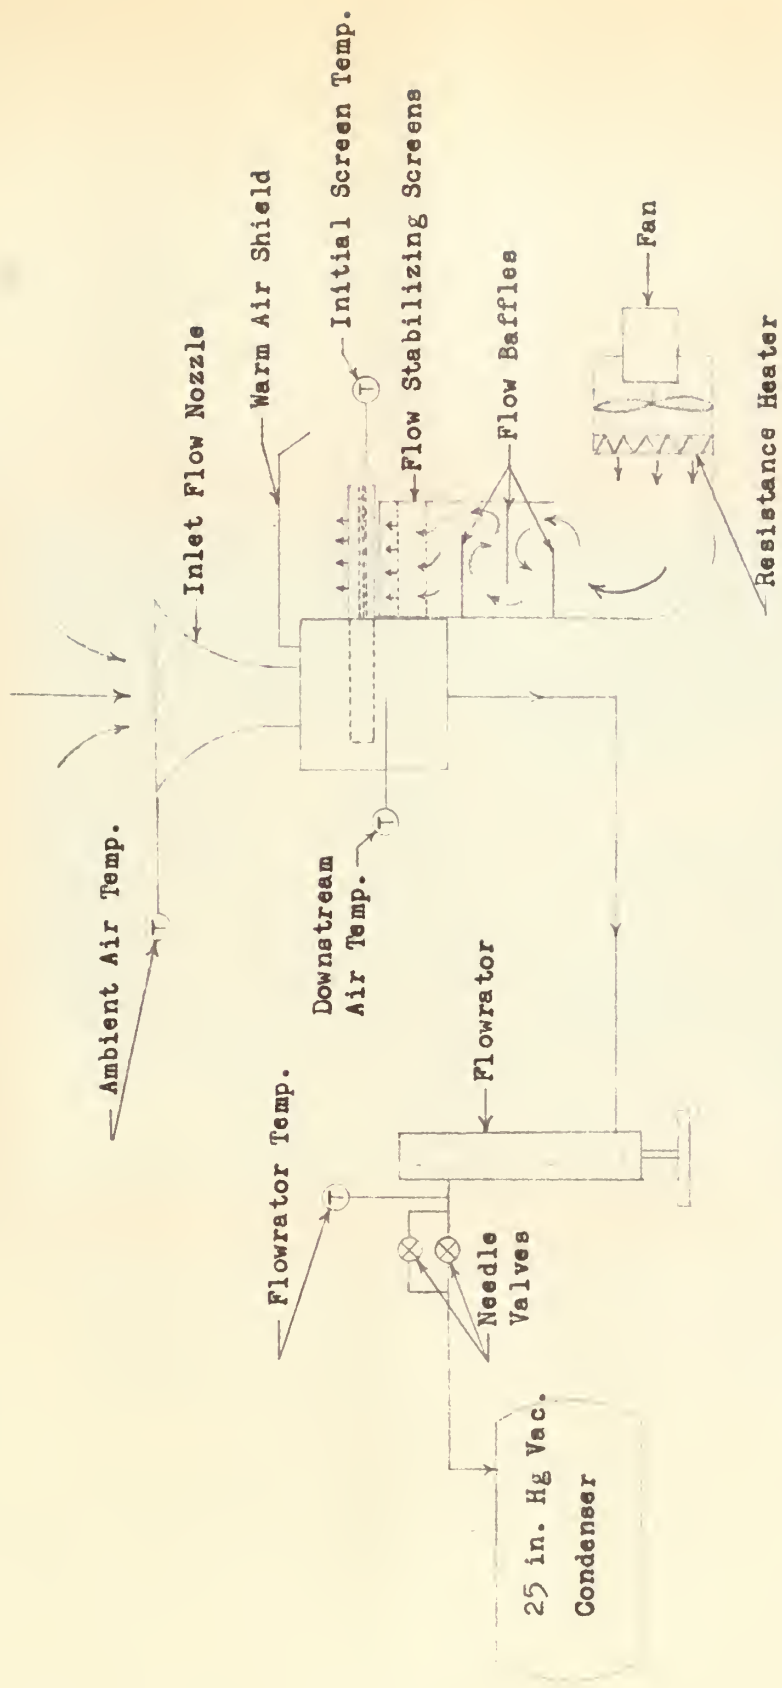 Ambient Air Temp.
Inlet Flow Nozzle
Warm Air Shield
Initial Screen Temp.
T
T
Flow Stabilizing Screens
Downstream
Air Temp.
T
Flowrator Temp.
T
Flow Baffles
Flowrator
Needle
Valves
Fan
Resistance Heater
25 in. Hg Vac.
Condenser